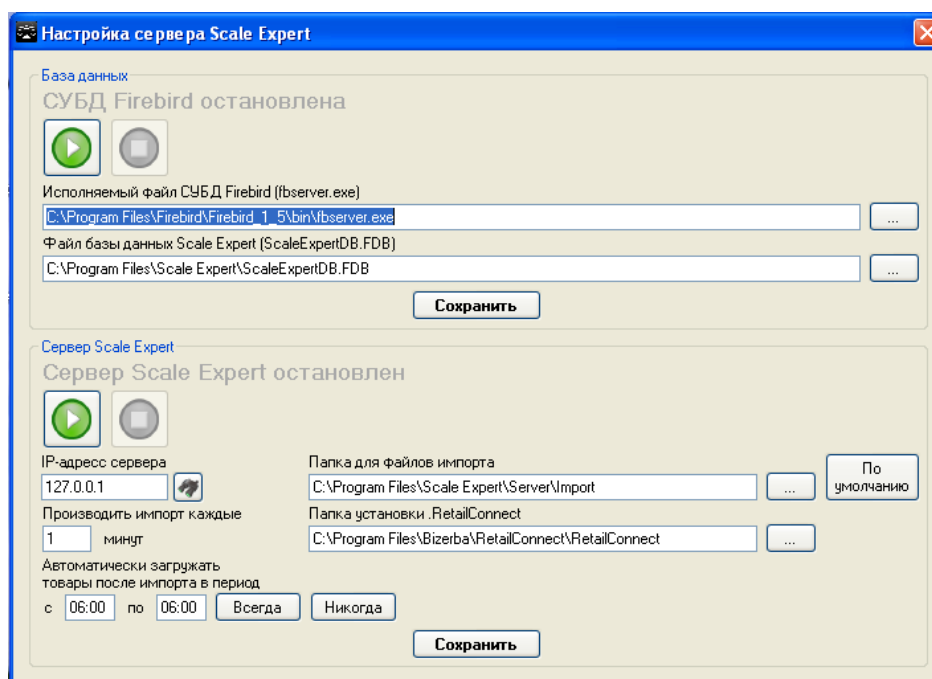 Настройка сервера Scale Expert
База данных
СУБД Firebird остановлена
Исполняемый файл СУБД Firebird (fbserver.exe)
C:\Program Files\Firebird\Firebird_1_5\bin\fbserver.exe
...
Файл базы данных Scale Expert (ScaleExpertDB.FDB)
C:\Program Files\Scale Expert\ScaleExpertDB.FDB
...
Сохранить
Сервер Scale Expert
Сервер Scale Expert остановлен
IP-адресс сервера
127.0.0.1
Папка для файлов импорта
C:\Program Files\Scale Expert\Server\Import
...
По
умолчанию
Производить импорт каждые
1 минут
Папка установки .RetailConnect
C:\Program Files\Bizerba\RetailConnect\RetailConnect
...
Автоматически загружать
товары после импорта в период
с 06:00 по 06:00 Всегда Никогда
Сохранить